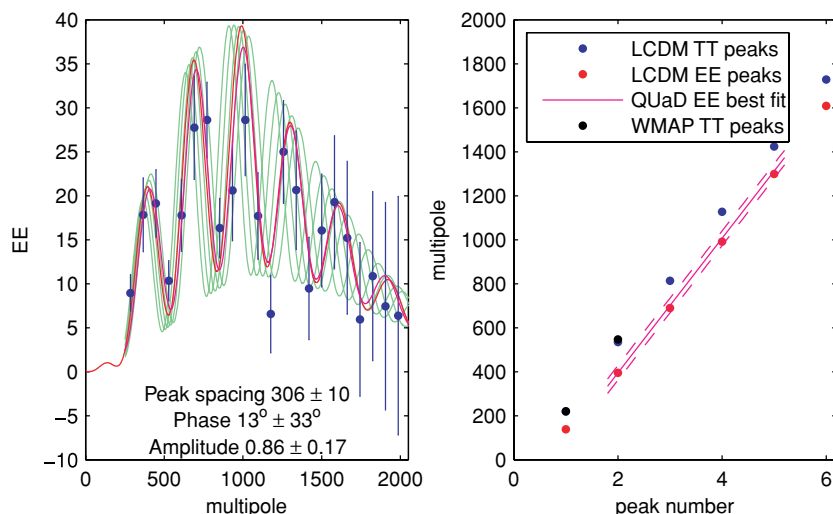 40
35
30
25
20
15
10
5
0
−5
−10
EE
Peak spacing 306 ± 10
Phase 13° ± 33°
Amplitude 0.86 ± 0.17
0 500 1000 1500 2000
multipole
2000
1800
1600
1400
1200
1000
800
600
400
200
0
multipole
LCDM TT peaks
LCDM EE peaks
QUaD EE best fit
WMAP TT peaks
0 2 4 6
peak number